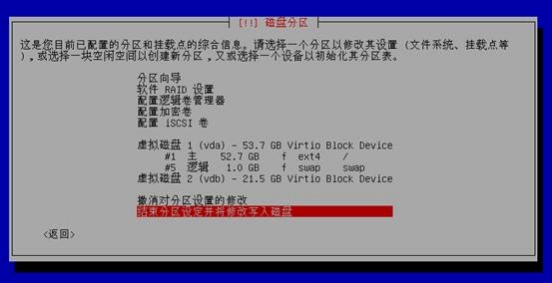 [!!] 磁盘分区
这是您目前已配置的分区和挂载点的综合信息。请选择一个分区以修改其设置 (文件系统、挂载点等
)，或选择一块空闲空间以创建新分区，又或选择一个设备以初始化其分区表。
分区向导
软件 RAID 设置
配置逻辑卷管理器
配置加密卷
配置 iSCSI 卷
虚拟磁盘 1 (vda) - 53.7 GB Virtio Block Device
#1 主 52.7 GB f ext4 /
#5 逻辑 1.0 GB f swap swap
虚拟磁盘 2 (vdb) - 21.5 GB Virtio Block Device
撤消对分区设置的修改
结束分区设定并将修改写入磁盘
<返回>